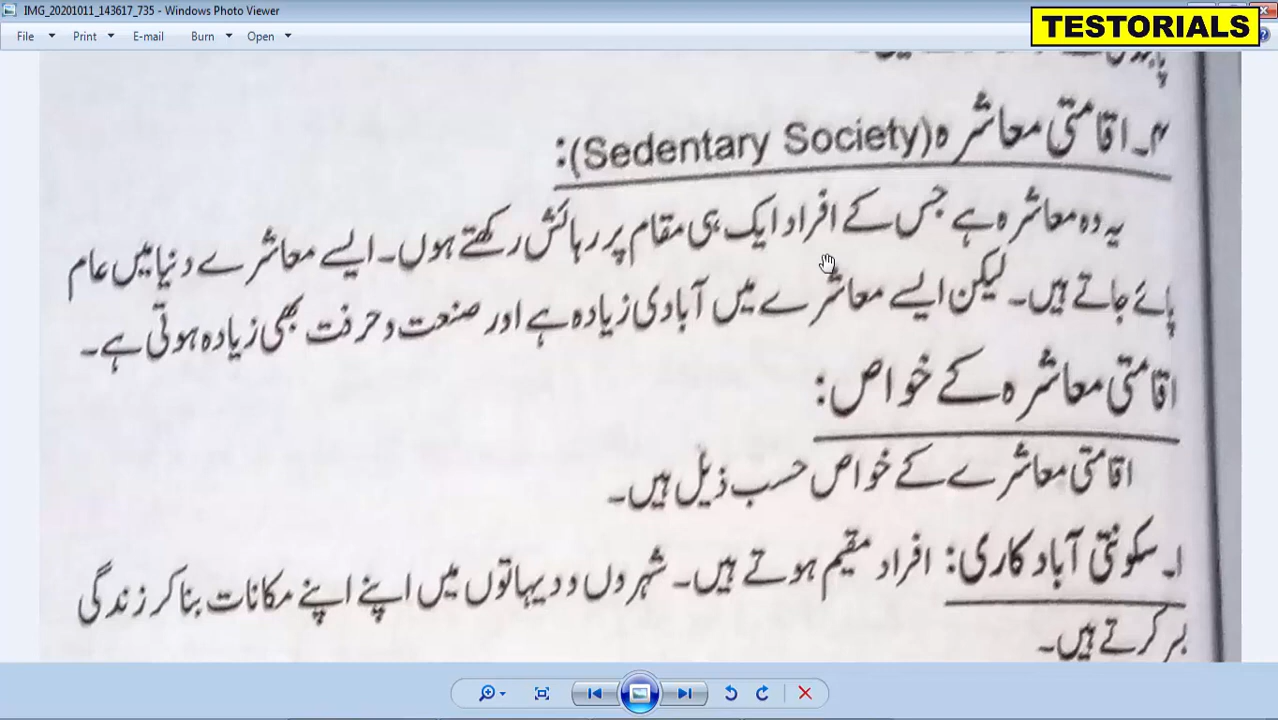 IMG_20201011_143617_735 - Windows Photo Viewer
TESTORIALS
File Print E-mail Burn Open
۴۔ اقامتی معاشرہ (Sedentary Society):
یہ وہ معاشرہ ہے جس کے افراد ایک ہی مقام پر رہائش رکھتے ہوں۔ ایسے معاشرے دنیا میں عام
پائے جاتے ہیں۔ لیکن ایسے معاشرے میں آبادی زیادہ ہے اور صنعت و حرفت بھی زیادہ ہوتی ہے۔
اقامتی معاشرہ کے خواص:
اقامتی معاشرے کے خواص حسب ذیل ہیں۔
۱۔ سکونتی آباد کاری: افراد مقیم ہوتے ہیں۔ شہروں و دیہاتوں میں اپنے اپنے مکانات بنا کر زندگی
بسر کرتے ہیں۔